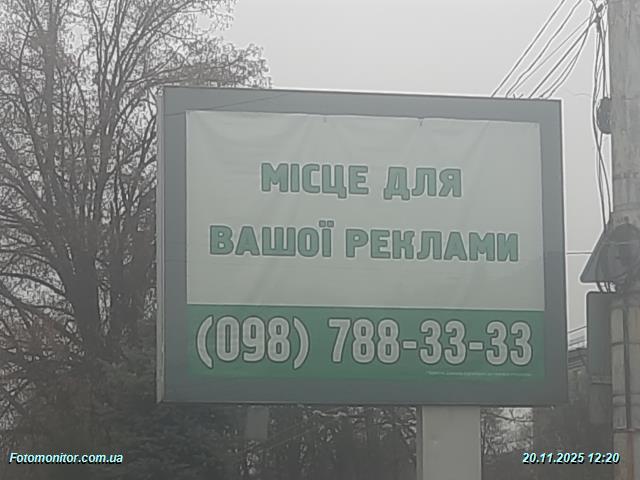 МІСЦЕ ДЛЯ
ВАШОЇ РЕКЛАМИ
(098) 788-33-33
Fotomonitor.com.ua
20.11.2025 12:20